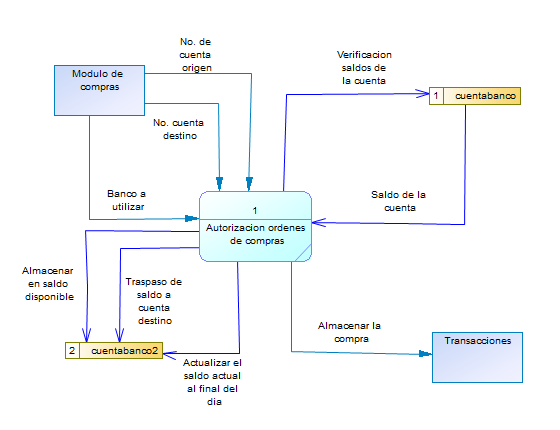 No. de
cuenta
origen
Verificacion
saldos de
la cuenta
Modulo de
compras
1 cuentabanco
No. cuenta
destino
Banco a
utilizar
Saldo de la
cuenta
1
Autorizacion ordenes
de compras
Almacenar
en saldo
disponible
Traspaso de
saldo a
cuenta
destino
Almacenar la
compra
Transacciones
2 cuentabanco2
Actualizar el
saldo actual
al final del
dia